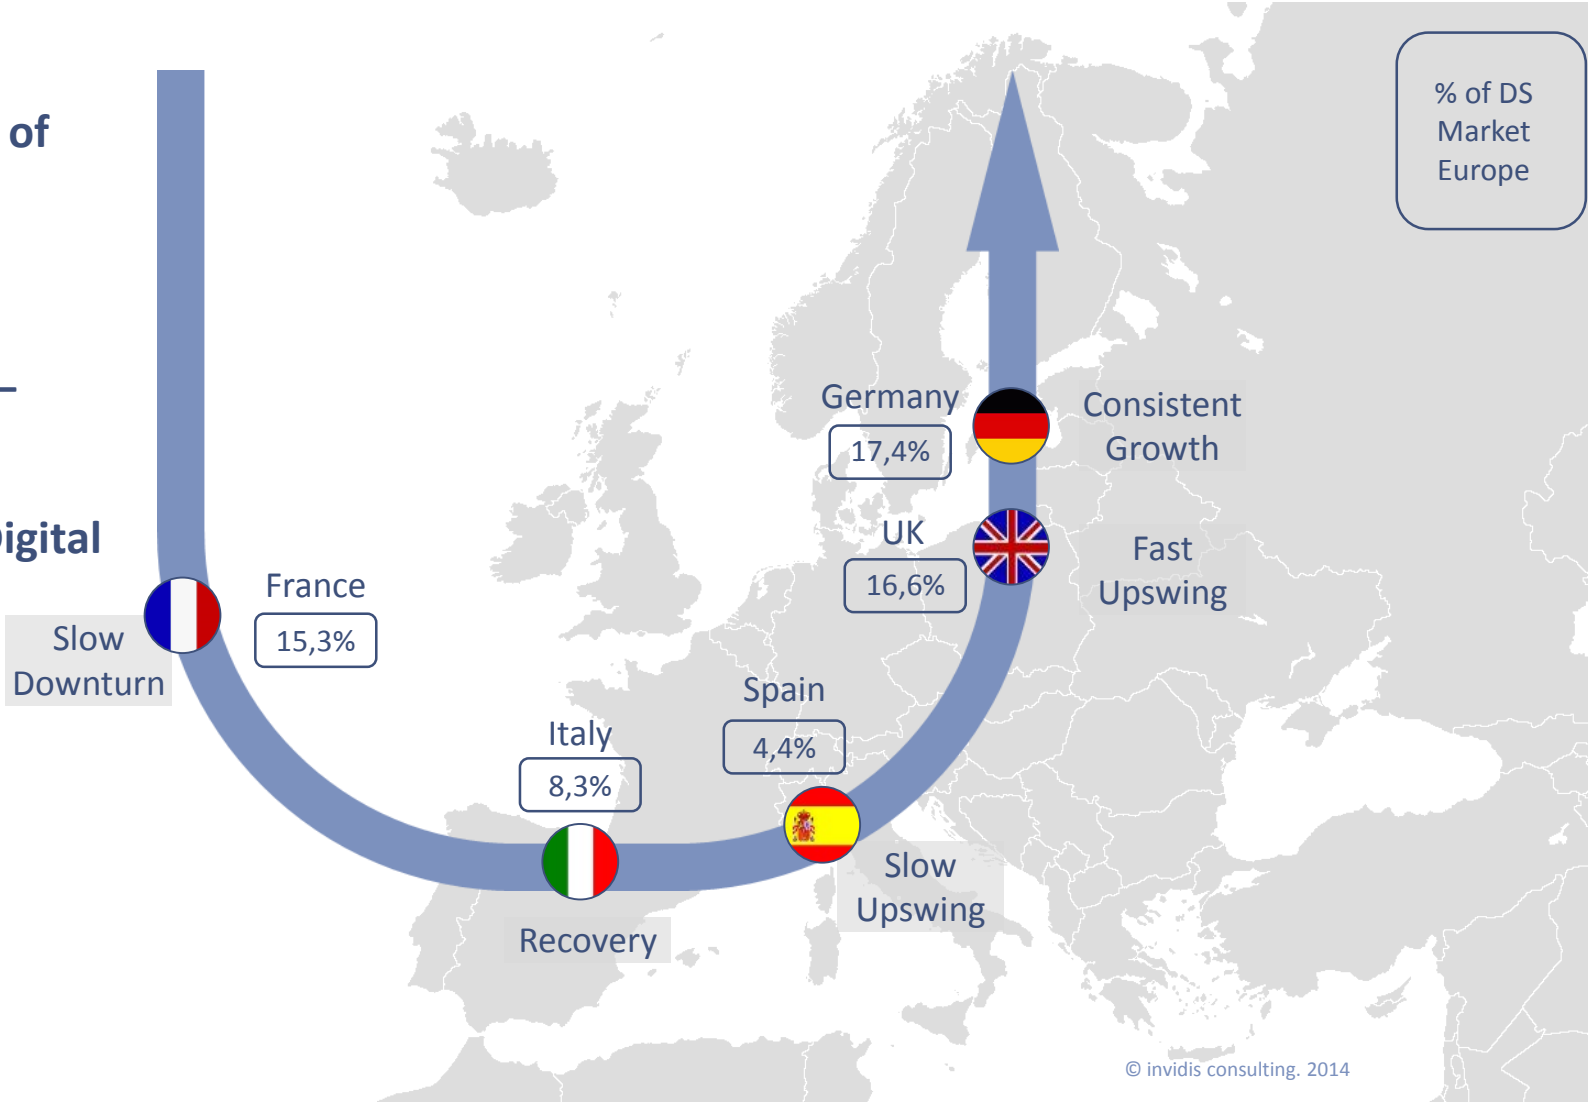 of
–
Digital
% of DS
Market
Europe
Germany
17,4%
Consistent
Growth
UK
16,6%
Fast
Upswing
France
15,3%
Slow
Downturn
Spain
4,4%
Italy
8,3%
Slow
Upswing
Recovery
© invidis consulting. 2014